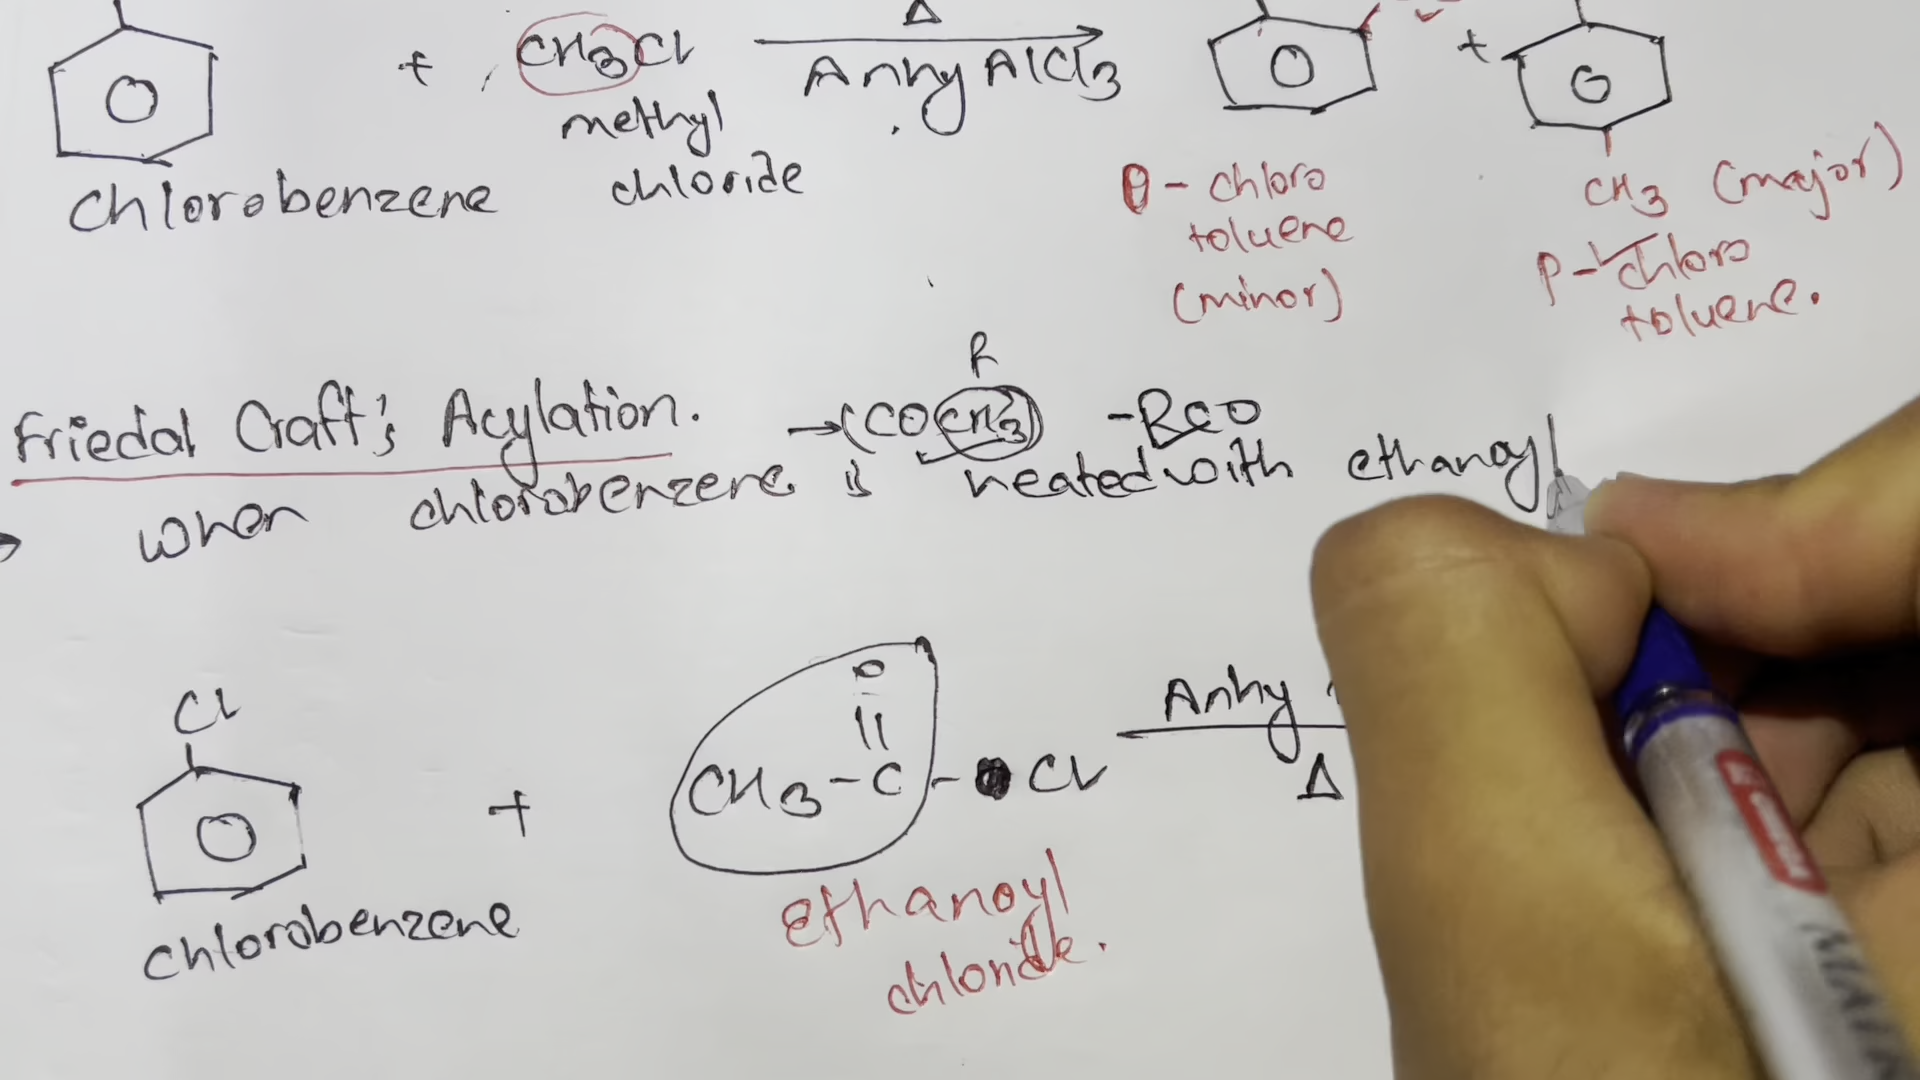 + CH3Cl Δ
Anhy AlCl3 +
methyl
chloride
chlorobenzene
O - chloro
toluene
(minor)
CH3 (major)
p - chloro
toluene.
R
Friedal Craft's Acylation. →(COCH3) -RCO
when chlorobenzene is heated with ethanoyl
Cl
O
CH3 - C - Cl
+
Anhy
Δ
chlorobenzene
ethanoyl
chloride.